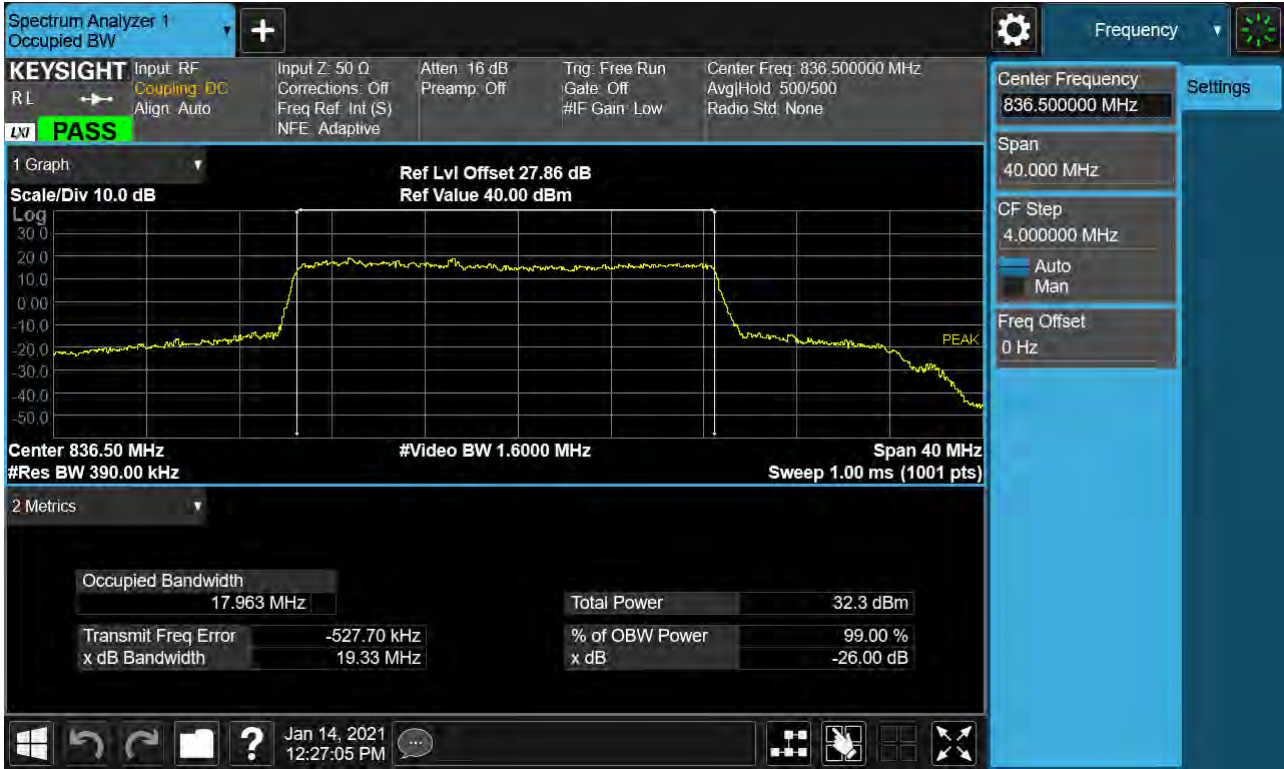 Spectrum Analyzer 1
Occupied BW
Frequency
KEYSIGHT
R L
LXI PASS
Input: RF
Coupling: DC
Align: Auto
Input Z: 50 Ω
Corrections: Off
Freq Ref: Int (S)
NFE: Adaptive
Atten: 16 dB
Preamp: Off
Trig: Free Run
Gate: Off
#IF Gain: Low
Center Freq: 836.500000 MHz
Avg|Hold: 500/500
Radio Std: None
Center Frequency
836.500000 MHz
Settings
Span
40.000 MHz
CF Step
4.000000 MHz
Auto
Man
Freq Offset
0 Hz
1 Graph
Scale/Div 10.0 dB
Ref Lvl Offset 27.86 dB
Ref Value 40.00 dBm
Log
30.0
20.0
10.0
0.00
-10.0
-20.0
-30.0
-40.0
-50.0
PEAK
Center 836.50 MHz
#Res BW 390.00 kHz
#Video BW 1.6000 MHz
Span 40 MHz
Sweep 1.00 ms (1001 pts)
2 Metrics
Occupied Bandwidth
17.963 MHz
Total Power 32.3 dBm
Transmit Freq Error -527.70 kHz
% of OBW Power 99.00 %
x dB Bandwidth 19.33 MHz
x dB -26.00 dB
?
Jan 14, 2021
12:27:05 PM